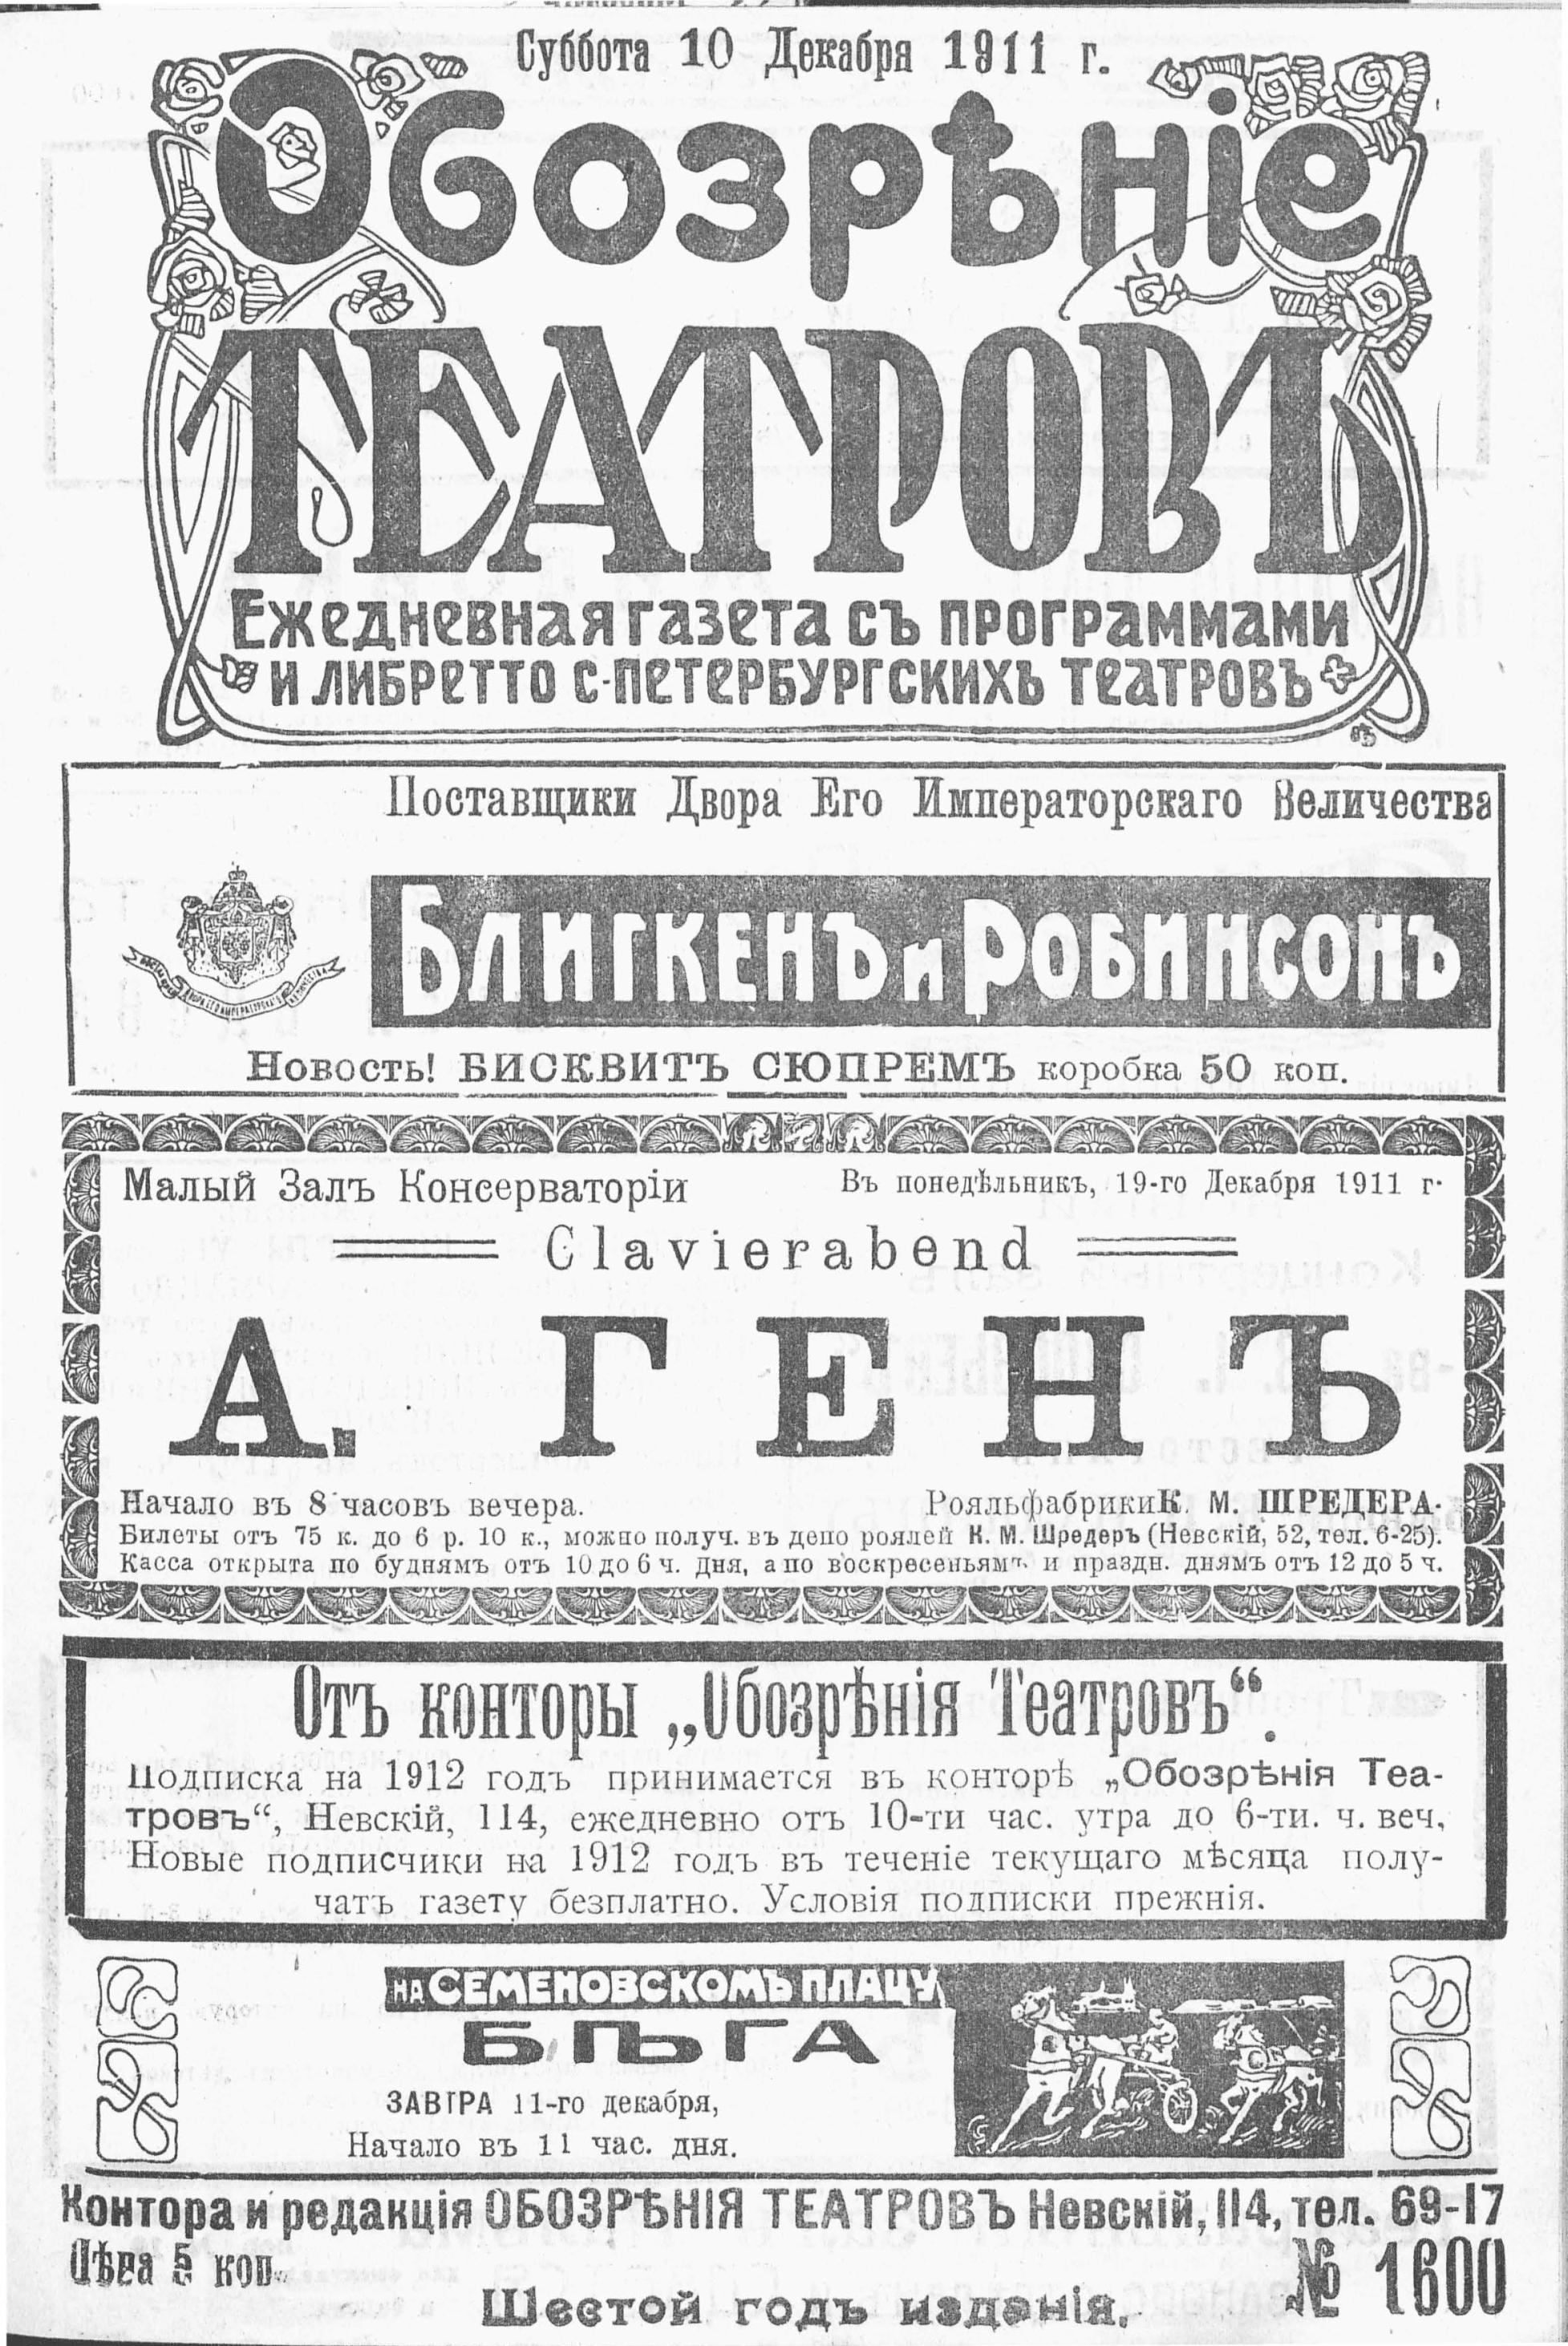 Суббота 10 Декабря 1911 г.
Обозрѣніе
ТЕАТРОВЪ
Ежедневная газета съ программами
и либретто С-Петербургскихъ театровъ
Поставщики Двора Его Императорскаго Величества
БЛИГКЕНЪ и РОБИНСОНЪ
Новость! БИСКВИТЪ СЮПРЕМЪ коробка 50 коп.
Малый Залъ Консерваторіи
Въ понедѣльникъ, 19-го Декабря 1911 г.
Clavierabend
А. ГЕНЪ
Начало въ 8 часовъ вечера.
Рояльфабрики К. М. ШРЕДЕРА.
Билеты отъ 75 к. до 6 р. 10 к., можно получ. въ депо роялей К. М. Шредеръ (Невскій, 52, тел. 6-25).
Касса открыта по буднямъ отъ 10 до 6 ч. дня, а по воскресеньямъ и праздн. днямъ отъ 12 до 5 ч.
Отъ конторы „Обозрѣнія Театровъ“.
Подписка на 1912 годъ принимается въ конторѣ „Обозрѣнія Теа-
тровъ“, Невскій, 114, ежедневно отъ 10-ти час. утра до 6-ти. ч. веч,
Новые подписчики на 1912 годъ въ теченіе текущаго мѣсяца полу-
чатъ газету безплатно. Условія подписки прежнія.
НА СЕМЕНОВСКОМЪ ПЛАЦУ
БѢГА
ЗАВТРА 11-го декабря,
Начало въ 11 час. дня.
Контора и редакція ОБОЗРѢНІЯ ТЕАТРОВЪ Невскій, 114, тел. 69-17
Цѣна 5 коп.
№ 1600
Шестой годъ изданія.